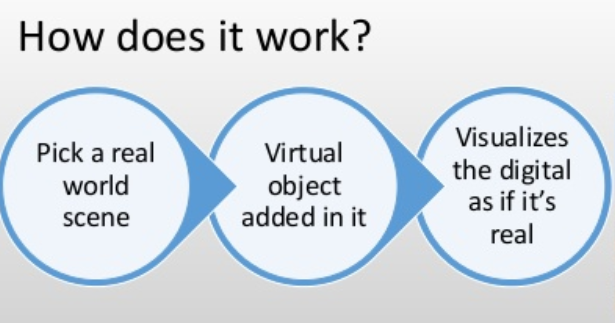 How does it work?
Pick a real
world
scene
Virtual
object
added in it
Visualizes
the digital
as if it's
real